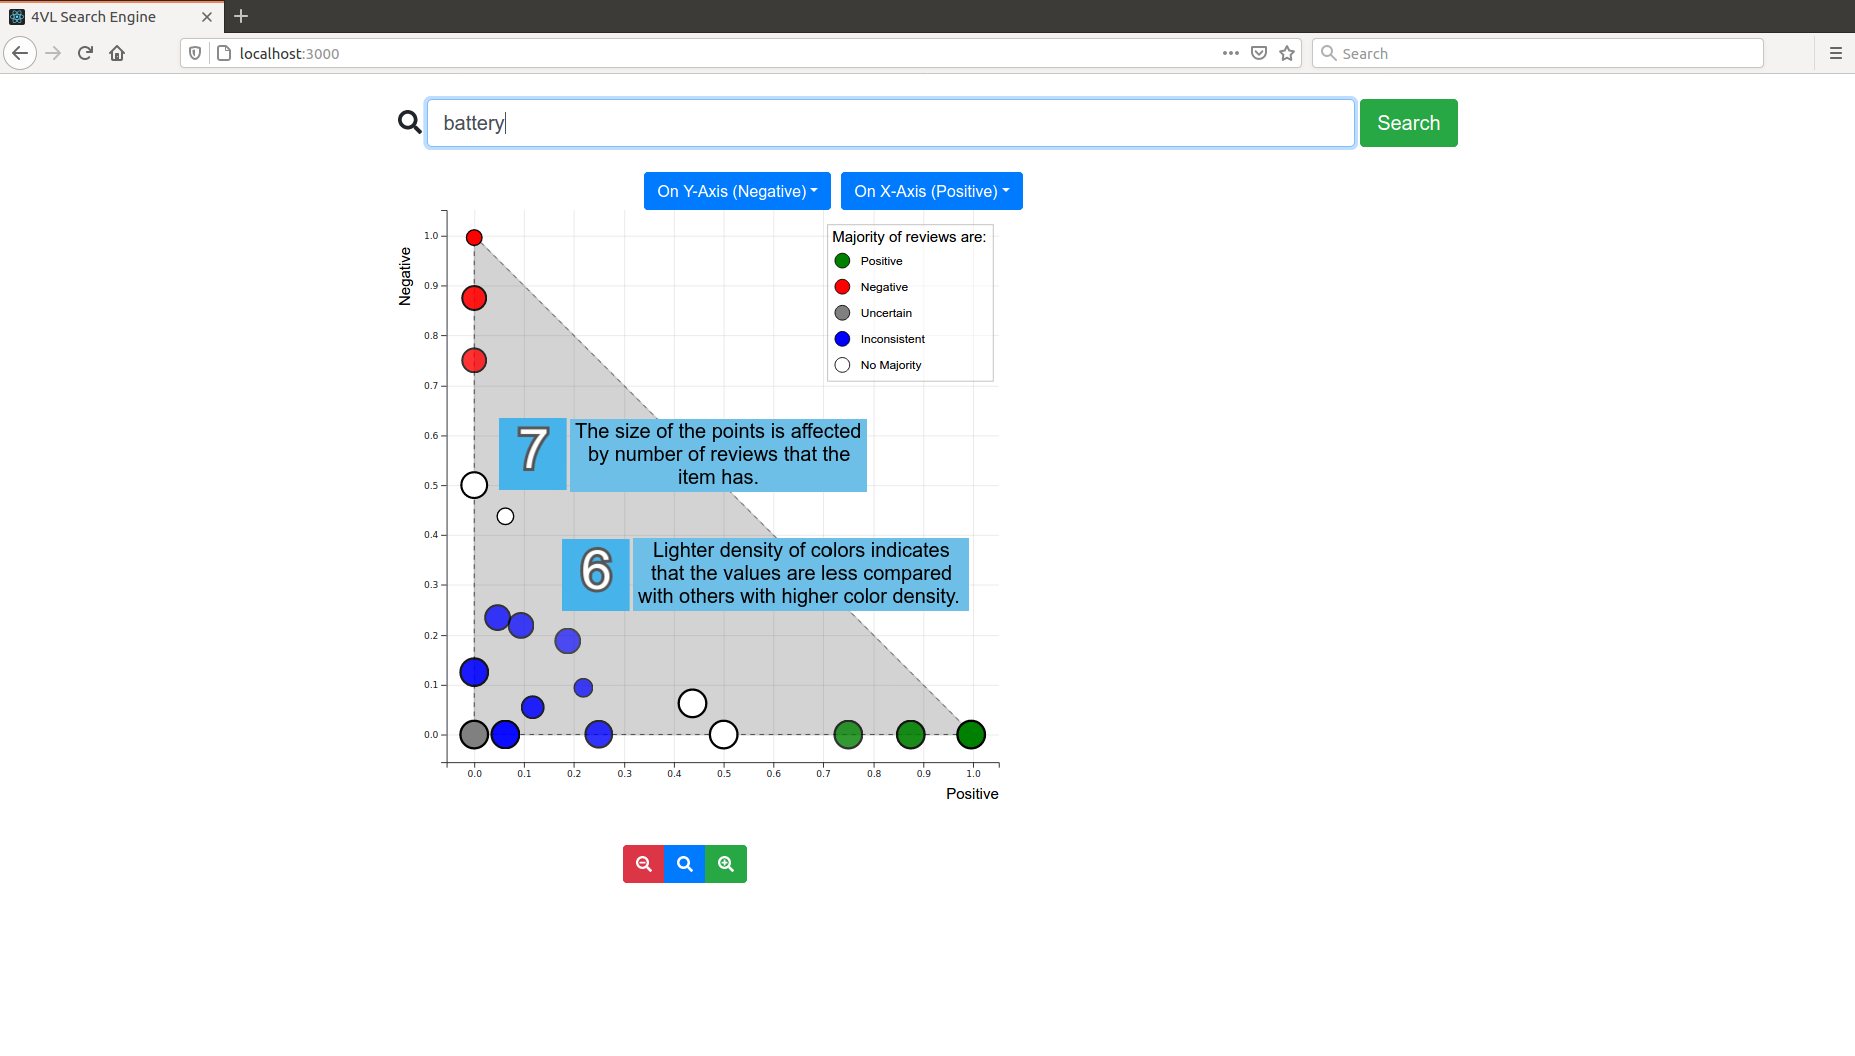 4VL Search Engine
localhost:3000
Search
battery
Search
On Y-Axis (Negative)
On X-Axis (Positive)
Majority of reviews are:
Positive
Negative
Uncertain
Inconsistent
No Majority
Negative
1.0
0.9
0.8
0.7
0.6
0.5
0.4
0.3
0.2
0.1
0.0
7
The size of the points is affected
by number of reviews that the
item has.
6
Lighter density of colors indicates
that the values are less compared
with others with higher color density.
0.0
0.1
0.2
0.3
0.4
0.5
0.6
0.7
0.8
0.9
1.0
Positive